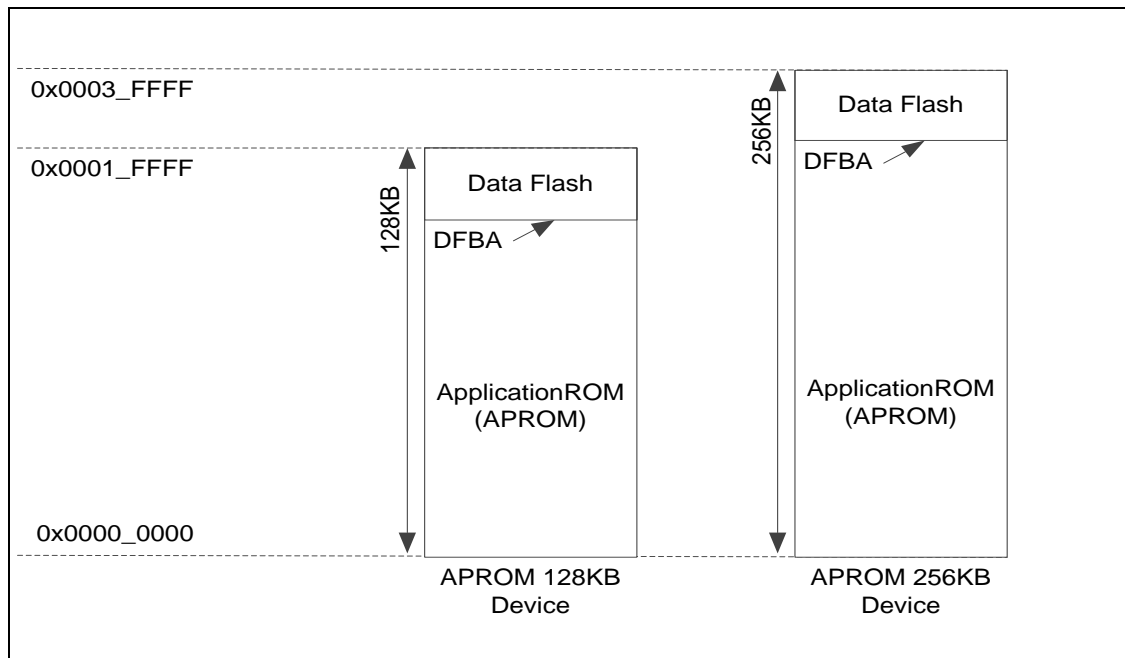 0x0003_FFFF
Data Flash
256KB
DFBA
0x0001_FFFF
Data Flash
128KB
DFBA
ApplicationROM
(APROM)
ApplicationROM
(APROM)
0x0000_0000
APROM 128KB
Device
APROM 256KB
Device